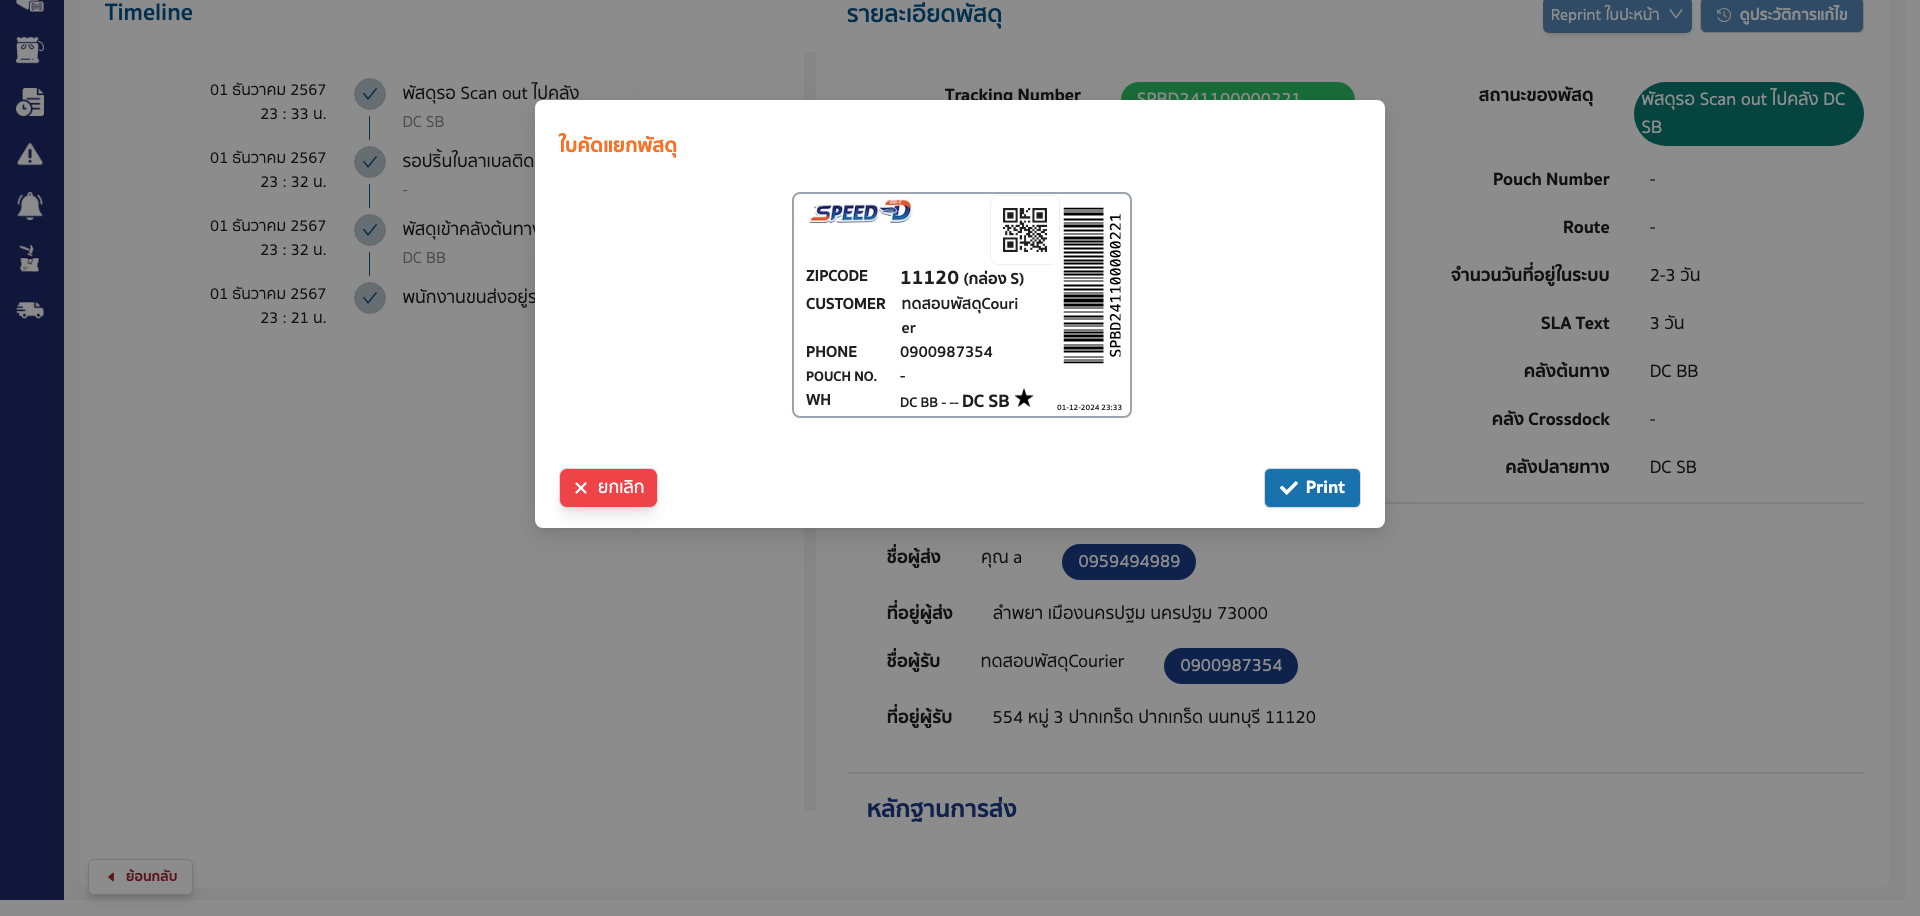 Timeline
01 ธันวาคม 2567
23 : 33 น.
พัสดุรอ Scan out ไปคลัง
DC SB
01 ธันวาคม 2567
23 : 32 น.
รอปริ้นใบลาเบลติด
-
01 ธันวาคม 2567
23 : 32 น.
พัสดุเข้าคลังต้นทาง
DC BB
01 ธันวาคม 2567
23 : 21 น.
พนักงานขนส่งอยู่ร
ย้อนกลับ
รายละเอียดพัสดุ
Reprint ใบปะหน้า
ดูประวัติการแก้ไข
Tracking Number
SPBD241100000221
สถานะของพัสดุ
พัสดุรอ Scan out ไปคลัง DC
SB
Pouch Number -
Route -
จำนวนวันที่อยู่ในระบบ 2-3 วัน
SLA Text 3 วัน
คลังต้นทาง DC BB
คลัง Crossdock -
คลังปลายทาง DC SB
ใบคัดแยกพัสดุ
SPEED D
ZIPCODE 11120 (กล่อง S)
CUSTOMER ทดสอบพัสดุCouri
er
PHONE 0900987354
POUCH NO. -
WH DC BB - -- DC SB ★
SPBD241100000221
01-12-2024 23:33
ยกเลิก
Print
ชื่อผู้ส่ง คุณ a 0959494989
ที่อยู่ผู้ส่ง ลำพยา เมืองนครปฐม นครปฐม 73000
ชื่อผู้รับ ทดสอบพัสดุCourier 0900987354
ที่อยู่ผู้รับ 554 หมู่ 3 ปากเกร็ด ปากเกร็ด นนทบุรี 11120
หลักฐานการส่ง